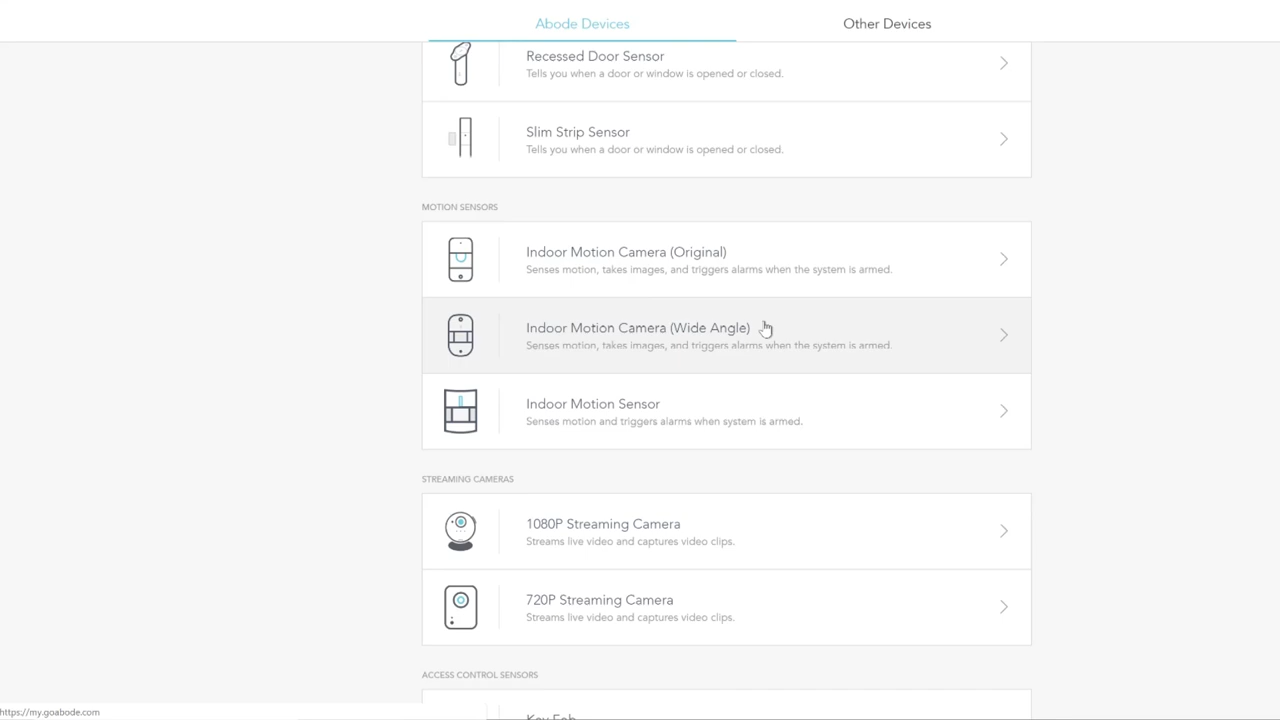 Abode Devices
Other Devices
Recessed Door Sensor
Tells you when a door or window is opened or closed.
Slim Strip Sensor
Tells you when a door or window is opened or closed.
MOTION SENSORS
Indoor Motion Camera (Original)
Senses motion, takes images, and triggers alarms when the system is armed.
Indoor Motion Camera (Wide Angle)
Senses motion, takes images, and triggers alarms when the system is armed.
Indoor Motion Sensor
Senses motion and triggers alarms when system is armed.
STREAMING CAMERAS
1080P Streaming Camera
Streams live video and captures video clips.
720P Streaming Camera
Streams live video and captures video clips.
ACCESS CONTROL SENSORS
Key Fob
https://my.goabode.com